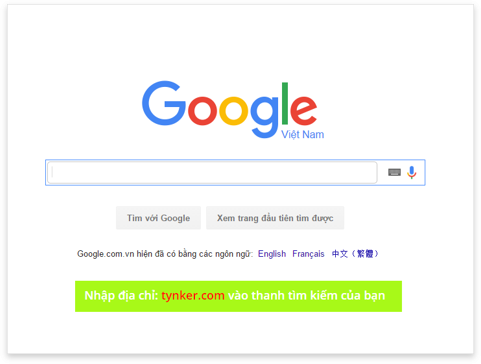 Google
Việt Nam
Tìm với Google Xem trang đầu tiên tìm được
Google.com.vn hiện đã có bằng các ngôn ngữ: English Français 中文 (繁體)
Nhập địa chỉ: tynker.com vào thanh tìm kiếm của bạn